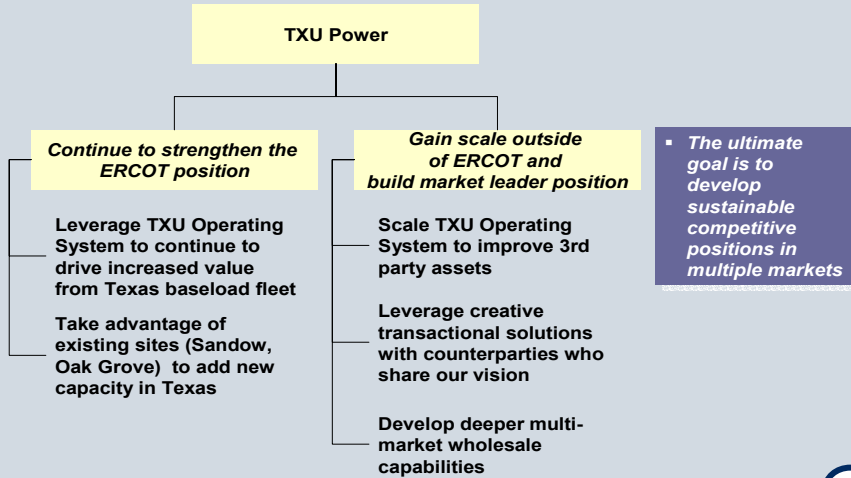 TXU Power
Continue to strengthen the
ERCOT position
Leverage TXU Operating
System to continue to
drive increased value
from Texas baseload fleet
Take advantage of
existing sites (Sandow,
Oak Grove) to add new
capacity in Texas
Gain scale outside
of ERCOT and
build market leader position
Scale TXU Operating
System to improve 3rd
party assets
Leverage creative
transactional solutions
with counterparties who
share our vision
Develop deeper multi-
market wholesale
capabilities
▪ The ultimate
goal is to
develop
sustainable
competitive
positions in
multiple markets